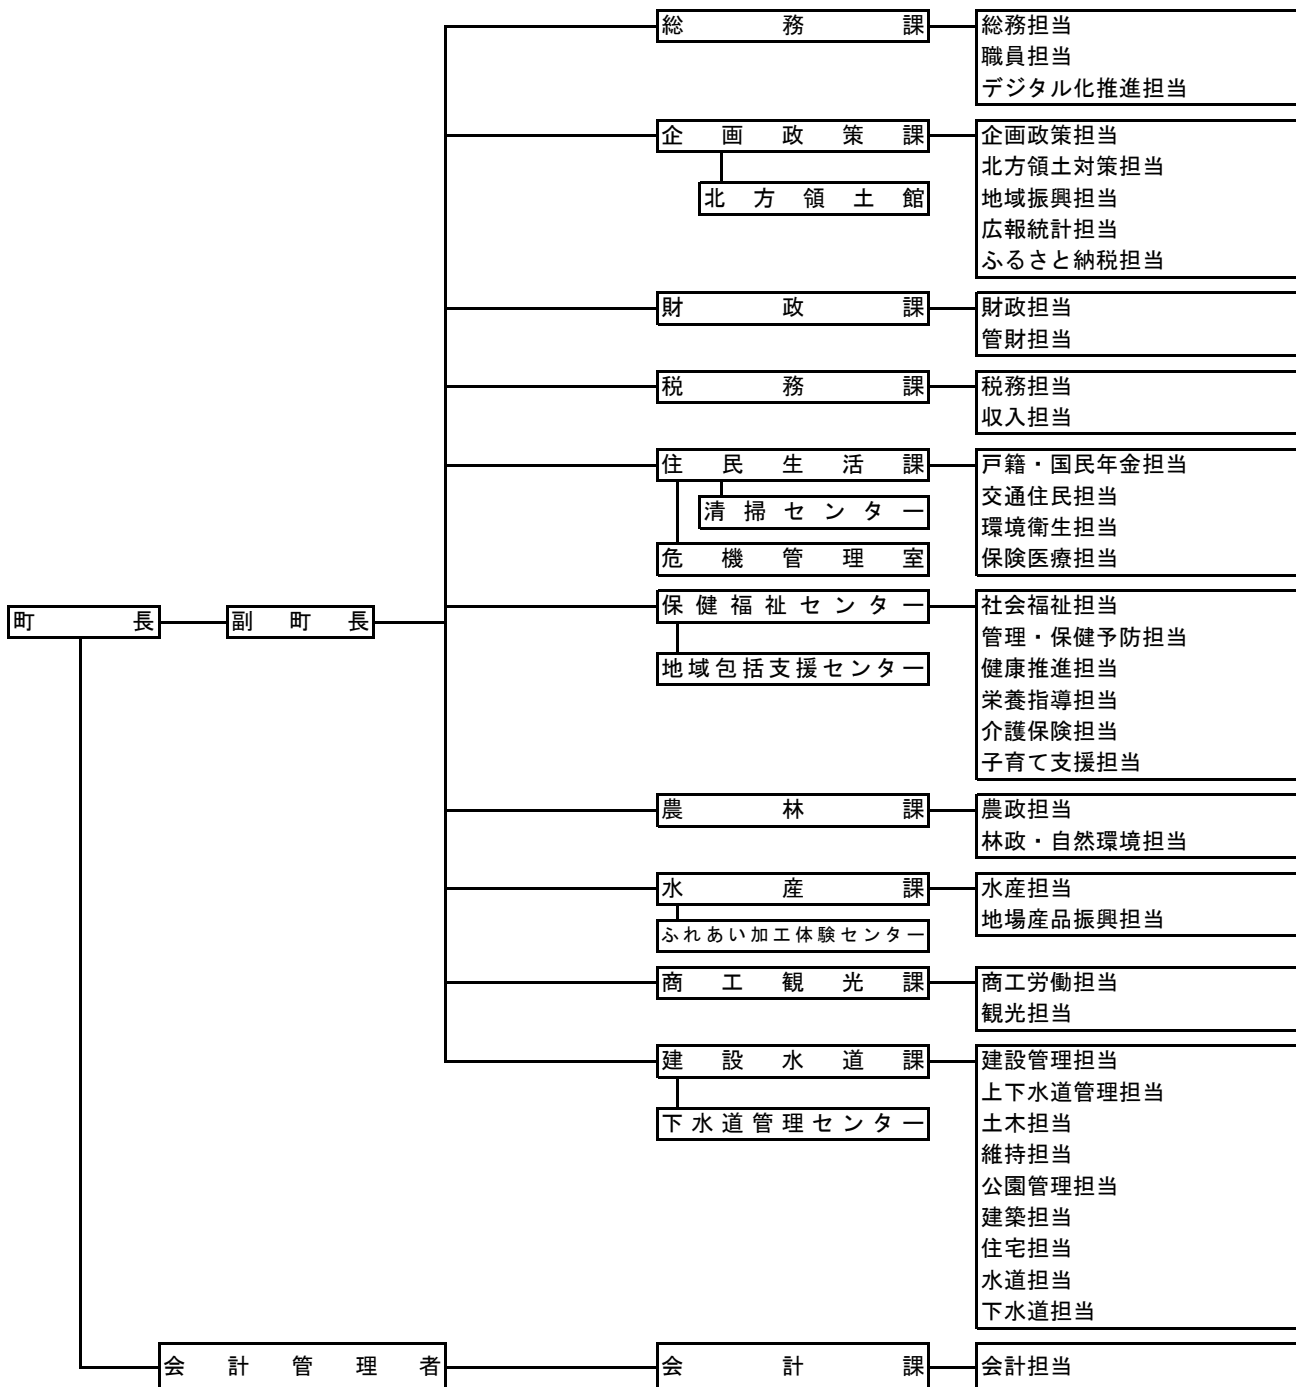 総務課
総務担当
職員担当
デジタル化推進担当
企画政策課
北方領土館
企画政策担当
北方領土対策担当
地域振興担当
広報統計担当
ふるさと納税担当
財政課
財政担当
管財担当
税務課
税務担当
収入担当
住民生活課
清掃センター
危機管理室
戸籍・国民年金担当
交通住民担当
環境衛生担当
保険医療担当
町長
副町長
保健福祉センター
地域包括支援センター
社会福祉担当
管理・保健予防担当
健康推進担当
栄養指導担当
介護保険担当
子育て支援担当
農林課
農政担当
林政・自然環境担当
水産課
ふれあい加工体験センター
水産担当
地場産品振興担当
商工観光課
商工労働担当
観光担当
建設水道課
下水道管理センター
建設管理担当
上下水道管理担当
土木担当
維持担当
公園管理担当
建築担当
住宅担当
水道担当
下水道担当
会計管理者
会計課
会計担当